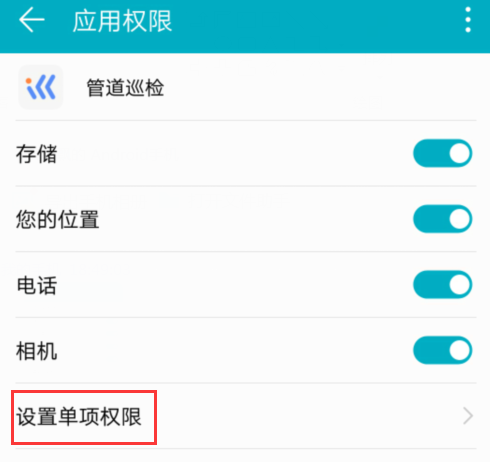 应用权限
管道巡检
存储
您的位置
电话
相机
设置单项权限